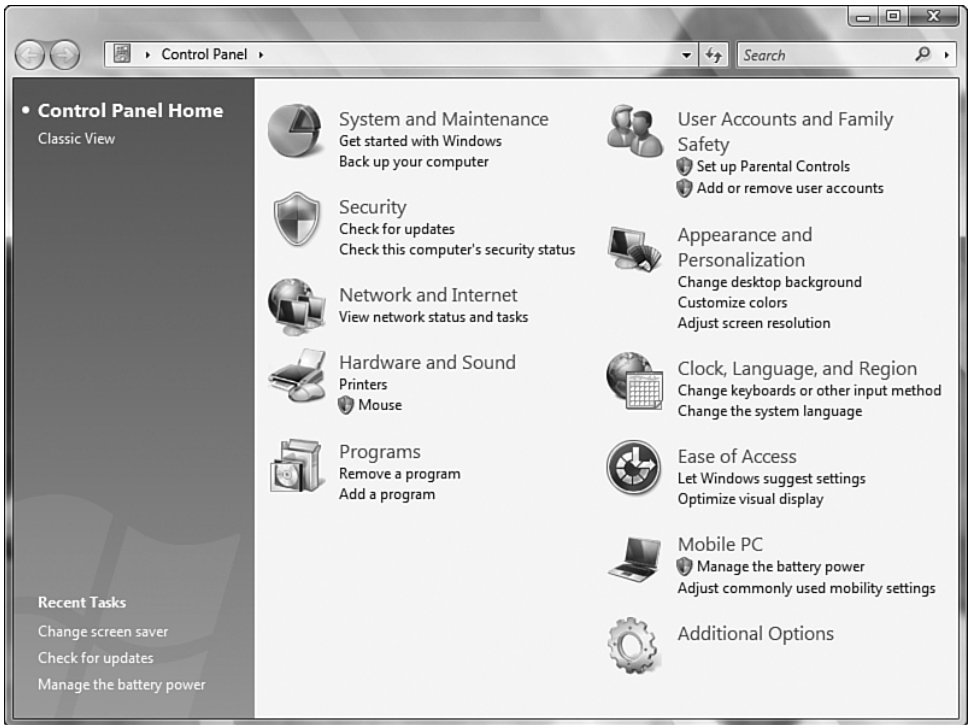 Control Panel
Search
Control Panel Home
Classic View
System and Maintenance
Get started with Windows
Back up your computer
Security
Check for updates
Check this computer's security status
Network and Internet
View network status and tasks
Hardware and Sound
Printers
Mouse
Programs
Remove a program
Add a program
User Accounts and Family
Safety
Set up Parental Controls
Add or remove user accounts
Appearance and
Personalization
Change desktop background
Customize colors
Adjust screen resolution
Clock, Language, and Region
Change keyboards or other input method
Change the system language
Ease of Access
Let Windows suggest settings
Optimize visual display
Mobile PC
Manage the battery power
Adjust commonly used mobility settings
Additional Options
Recent Tasks
Change screen saver
Check for updates
Manage the battery power